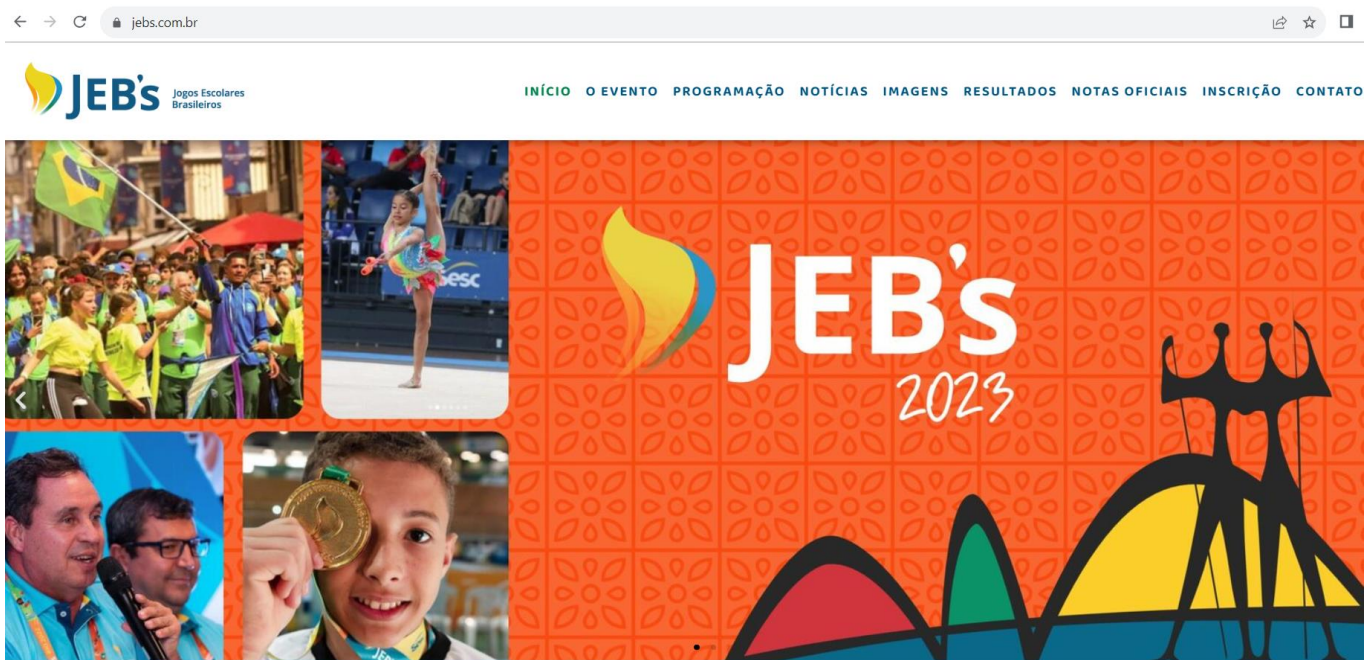 jebs.com.br
JEB's
Jogos Escolares
Brasileiros
INÍCIO O EVENTO PROGRAMAÇÃO NOTÍCIAS IMAGENS RESULTADOS NOTAS OFICIAIS INSCRIÇÃO CONTATO
sesc
JEB's
2023